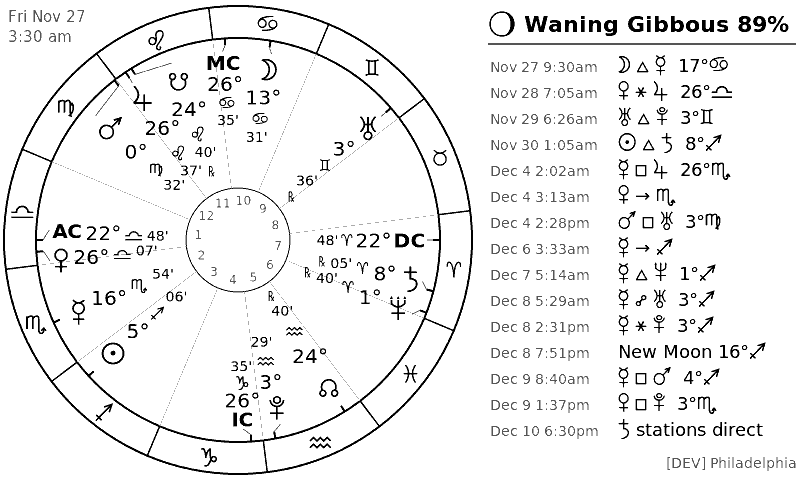 Fri Nov 27
3:30 am
MC
26° ♋ 35'
☽ 13° ♋ 31'
☋ 24° ♌ 40' ℞
♃ 26° ♌ 37'
♂ 0° ♍ 32'
♅ 3° ♊ 36' ℞
AC 22° ♎ 48'
♀ 26° ♎ 07'
☿ 16° ♏ 54'
☉ 5° ♐ 06'
48' ♈ 22° DC
℞ 05' ♈ 8° ♄
℞ 40' ♈ 1° ♆
℞ 40' ♒ 24° ☊
29' ♒ 3° ♇
35' ♑ 26°
IC
1 2 3 4 5 6 7 8 9 10 11 12
♋ ♊ ♉ ♈ ♓ ♒ ♑ ♐ ♏ ♎ ♍ ♌
Waning Gibbous 89%
Nov 27 9:30am ☽ △ ☿ 17°♋
Nov 28 7:05am ♀ ⚹ ♃ 26°♎
Nov 29 6:26am ♅ △ ♇ 3°♊
Nov 30 1:05am ☉ △ ♄ 8°♐
Dec 4 2:02am ☿ □ ♃ 26°♏
Dec 4 3:13am ♀ → ♏
Dec 4 2:28pm ♂ □ ♅ 3°♍
Dec 6 3:33am ☿ → ♐
Dec 7 5:14am ☿ △ ♆ 1°♐
Dec 8 5:29am ☿ ☍ ♅ 3°♐
Dec 8 2:31pm ☿ ⚹ ♇ 3°♐
Dec 8 7:51pm New Moon 16°♐
Dec 9 8:40am ☿ □ ♂ 4°♐
Dec 9 1:37pm ♀ □ ♇ 3°♏
Dec 10 6:30pm ♄ stations direct
[DEV] Philadelphia